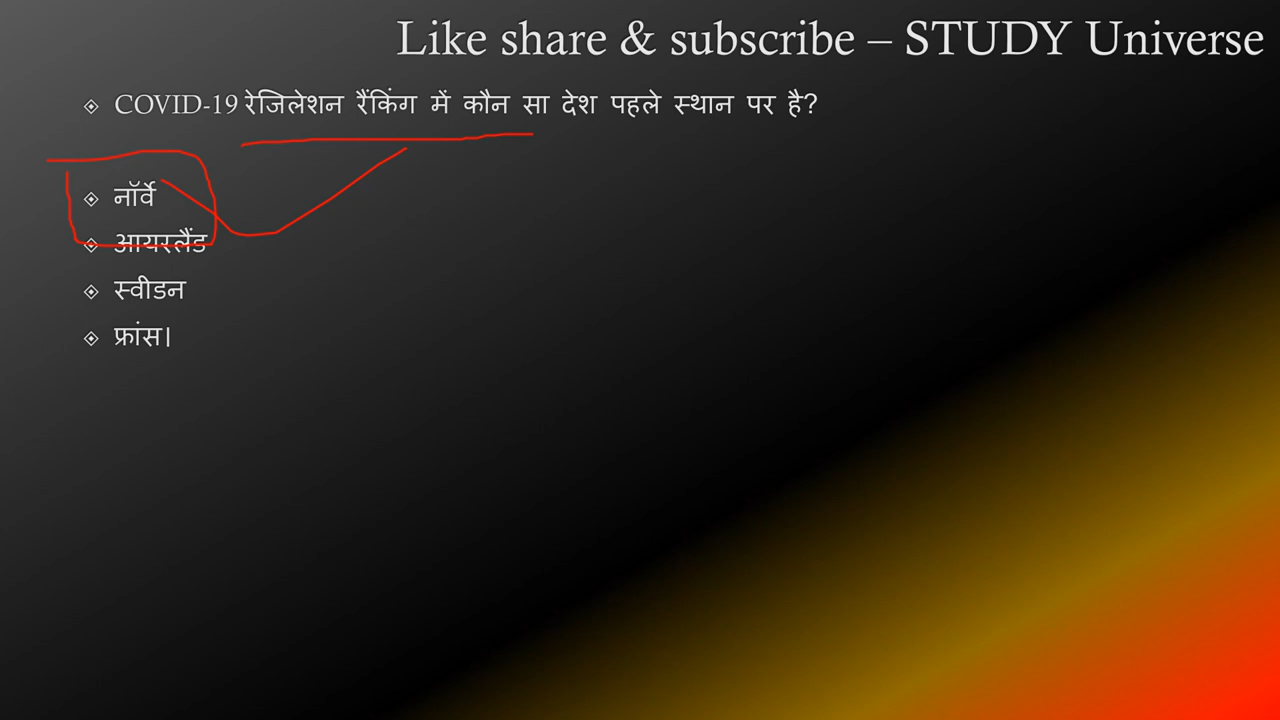 Like share & subscribe – STUDY Universe
COVID-19 रेजिलेशन रैंकिंग में कौन सा देश पहले स्थान पर है?
नॉर्वे
आयरलैंड
स्वीडन
फ्रांस।